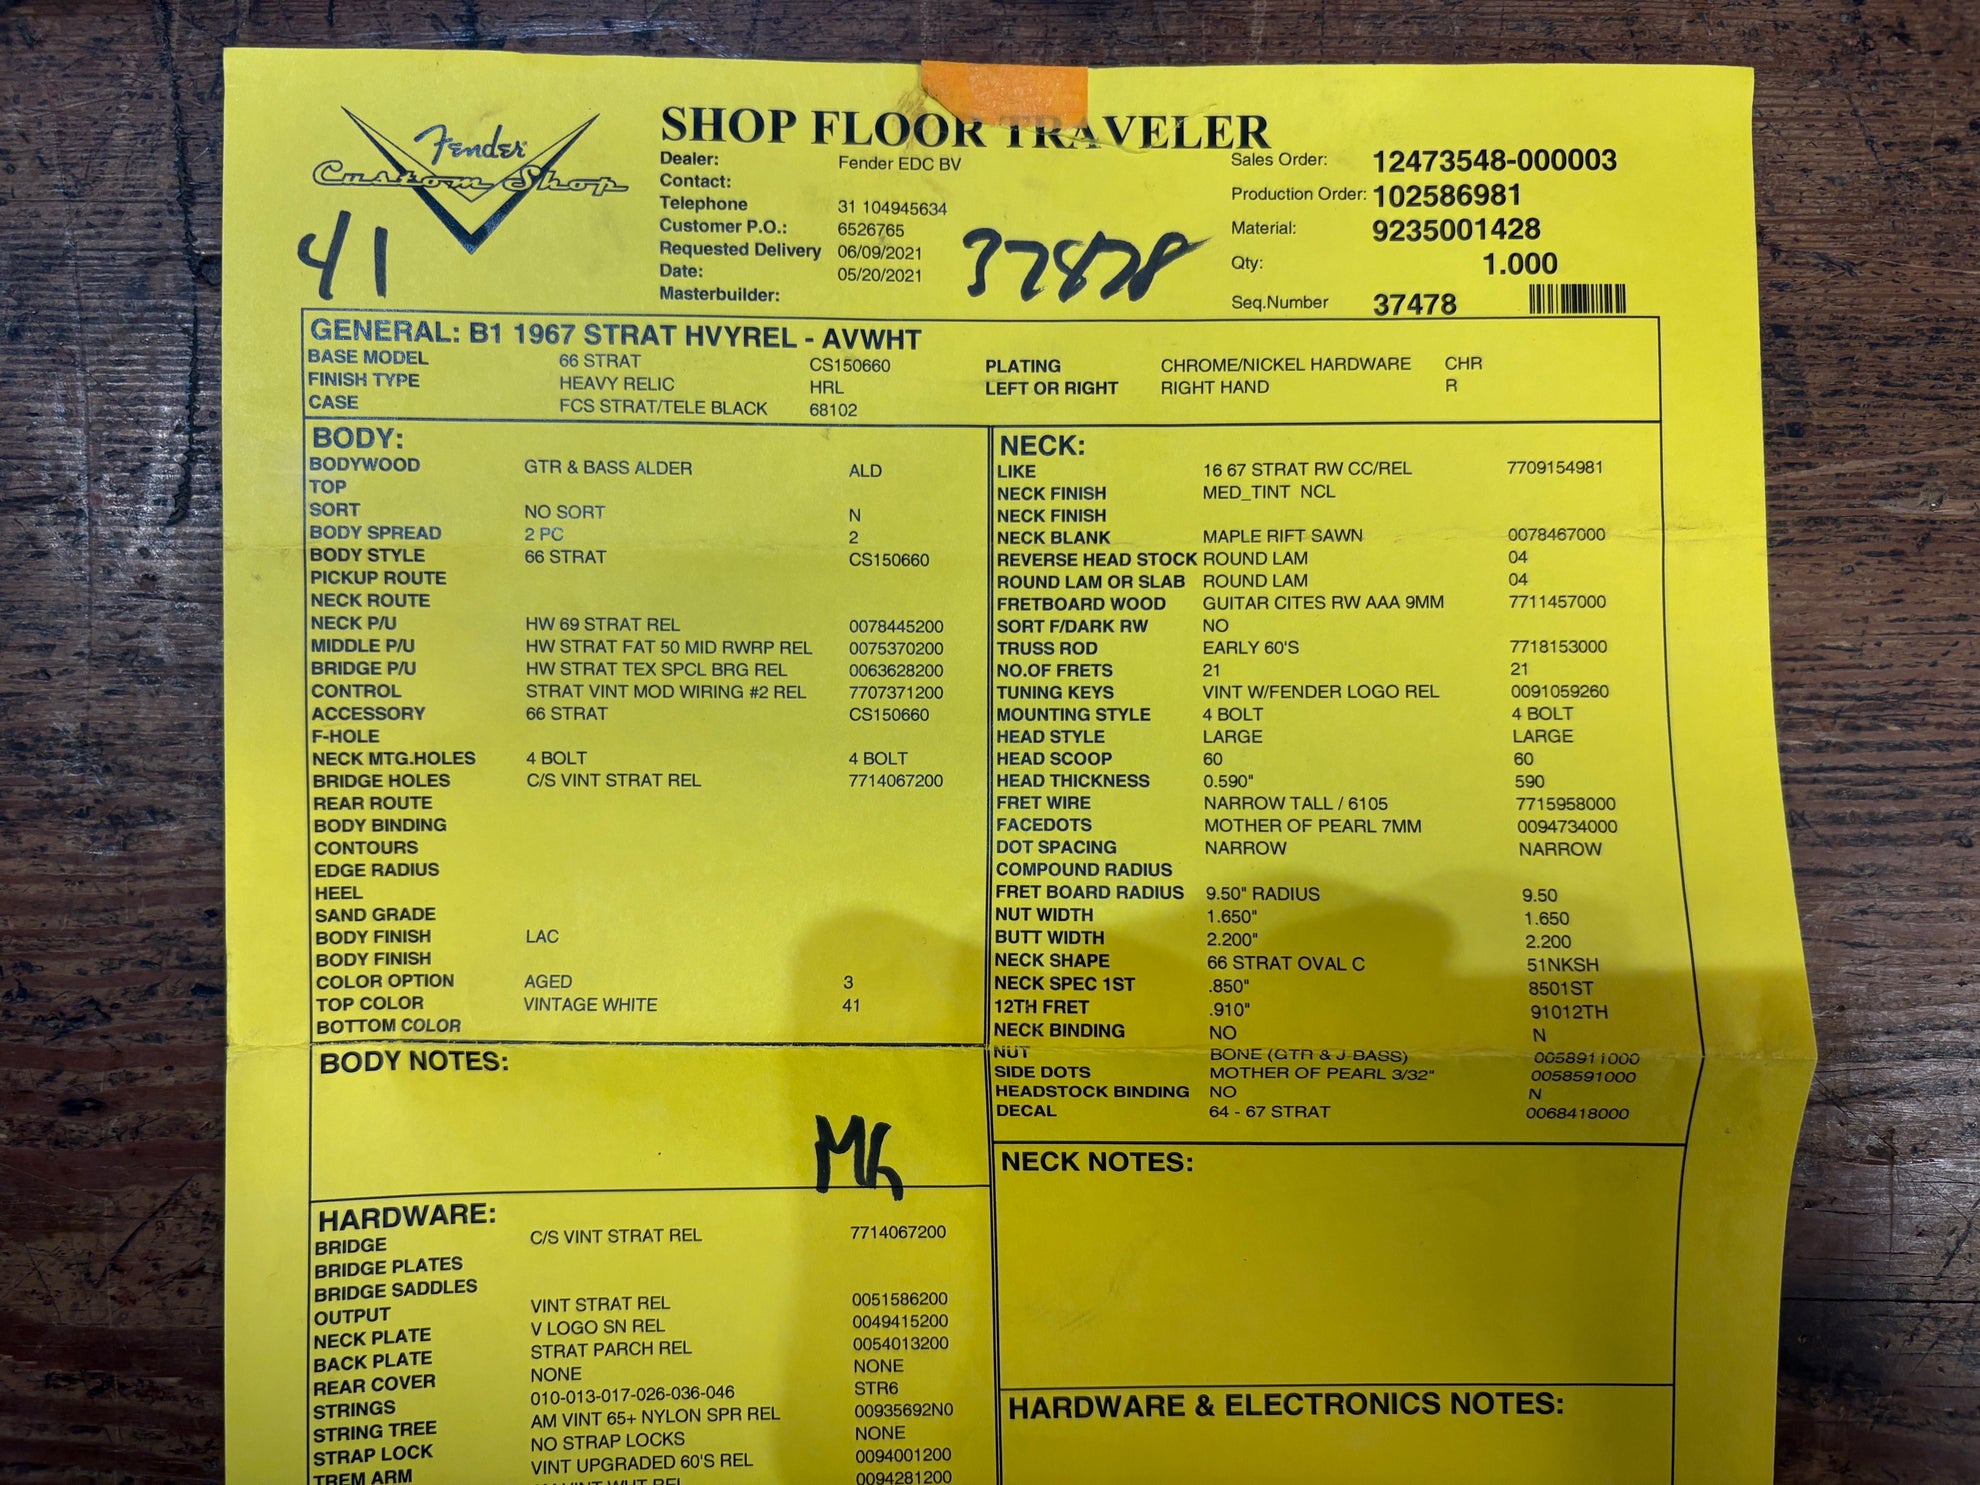 SHOP FLOOR TRAVELER
Fender
Custom Shop
41
Dealer: Fender EDC BV
Contact:
Telephone 31 104945634
Customer P.O.: 6526765
Requested Delivery 06/09/2021
Date: 05/20/2021
Masterbuilder:
37478
Sales Order: 12473548-000003
Production Order: 102586981
Material: 9235001428
Qty: 1.000
Seq.Number 37478
GENERAL: B1 1967 STRAT HVYREL - AVWHT
BASE MODEL 66 STRAT CS150660 PLATING CHROME/NICKEL HARDWARE CHR
FINISH TYPE HEAVY RELIC HRL LEFT OR RIGHT RIGHT HAND R
CASE FCS STRAT/TELE BLACK 68102
BODY:
BODYWOOD GTR & BASS ALDER ALD
TOP
SORT NO SORT N
BODY SPREAD 2 PC 2
BODY STYLE 66 STRAT CS150660
PICKUP ROUTE
NECK ROUTE
NECK P/U HW 69 STRAT REL 0078445200
MIDDLE P/U HW STRAT FAT 50 MID RWRP REL 0075370200
BRIDGE P/U HW STRAT TEX SPCL BRG REL 0063628200
CONTROL STRAT VINT MOD WIRING #2 REL 7707371200
ACCESSORY 66 STRAT CS150660
F-HOLE
NECK MTG.HOLES 4 BOLT 4 BOLT
BRIDGE HOLES C/S VINT STRAT REL 7714067200
REAR ROUTE
BODY BINDING
CONTOURS
EDGE RADIUS
HEEL
SAND GRADE
BODY FINISH LAC
BODY FINISH
COLOR OPTION AGED 3
TOP COLOR VINTAGE WHITE 41
BOTTOM COLOR
BODY NOTES:
HARDWARE:
BRIDGE C/S VINT STRAT REL 7714067200
BRIDGE PLATES
BRIDGE SADDLES
OUTPUT VINT STRAT REL 0051586200
NECK PLATE V LOGO SN REL 0049415200
BACK PLATE STRAT PARCH REL 0054013200
REAR COVER NONE NONE
STRINGS 010-013-017-026-036-046 STR6
STRING TREE AM VINT 65+ NYLON SPR REL 00935692N0
STRAP LOCK NO STRAP LOCKS NONE
TREM ARM VINT UPGRADED 60'S REL 0094001200
0094281200
NECK:
LIKE 16 67 STRAT RW CC/REL 7709154981
NECK FINISH MED_TINT NCL
NECK FINISH
NECK BLANK MAPLE RIFT SAWN 0078467000
REVERSE HEAD STOCK ROUND LAM 04
ROUND LAM OR SLAB ROUND LAM 04
FRETBOARD WOOD GUITAR CITES RW AAA 9MM 7711457000
SORT F/DARK RW NO
TRUSS ROD EARLY 60'S 7718153000
NO.OF FRETS 21 21
TUNING KEYS VINT W/FENDER LOGO REL 0091059260
MOUNTING STYLE 4 BOLT 4 BOLT
HEAD STYLE LARGE LARGE
HEAD SCOOP 60 60
HEAD THICKNESS 0.590" 590
FRET WIRE NARROW TALL / 6105 7715958000
FACEDOTS MOTHER OF PEARL 7MM 0094734000
DOT SPACING NARROW NARROW
COMPOUND RADIUS
FRET BOARD RADIUS 9.50" RADIUS 9.50
NUT WIDTH 1.650" 1.650
BUTT WIDTH 2.200" 2.200
NECK SHAPE 66 STRAT OVAL C 51NKSH
NECK SPEC 1ST .850" 8501ST
12TH FRET .910" 91012TH
NECK BINDING NO N
NUT BONE (GTR & J-BASS) 0058911000
SIDE DOTS MOTHER OF PEARL 3/32" 0058591000
HEADSTOCK BINDING NO N
DECAL 64 - 67 STRAT 0068418000
NECK NOTES:
HARDWARE & ELECTRONICS NOTES: